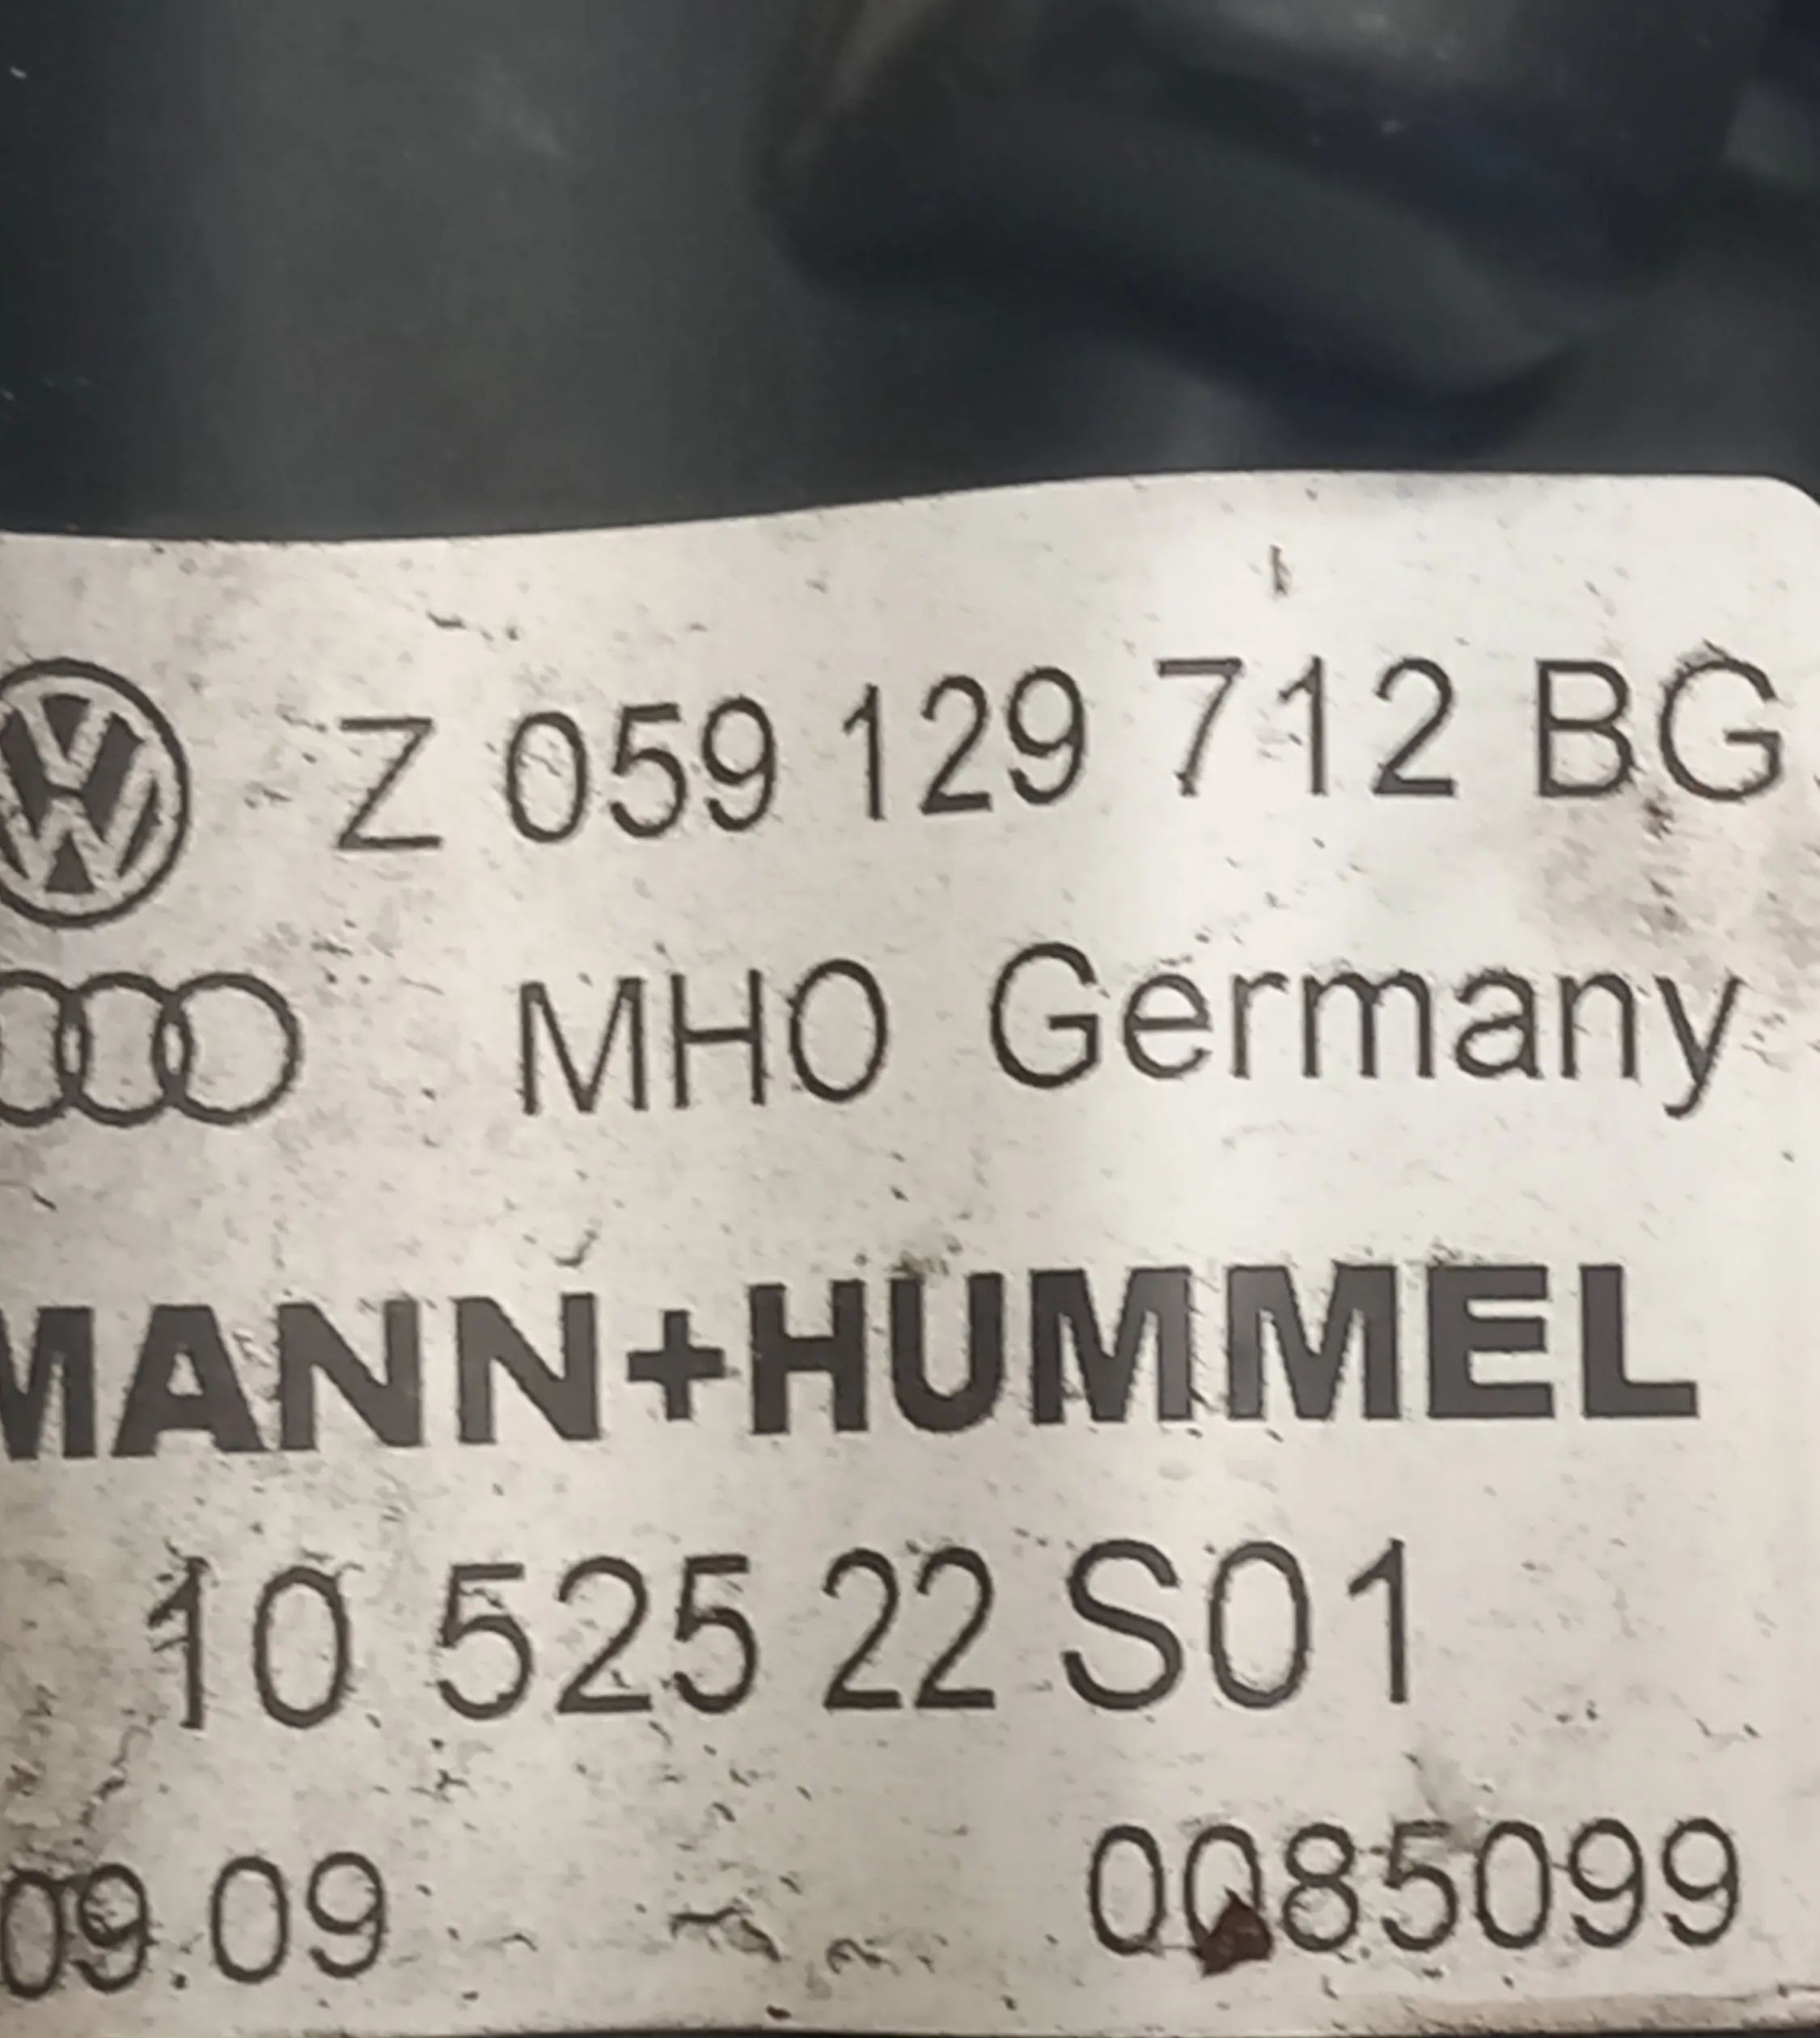 Z 059 129 712 BG
MHO Germany
MANN+HUMMEL
10 525 22 S01
09.09 0085099